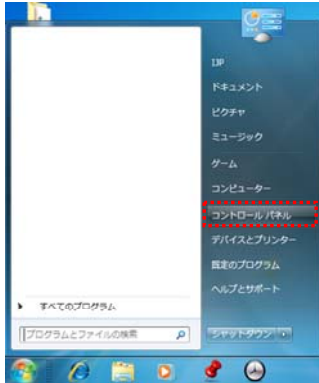 IJP
ドキュメント
ピクチャ
ミュージック
ゲーム
コンピューター
コントロール パネル
デバイスとプリンター
既定のプログラム
ヘルプとサポート
すべてのプログラム
プログラムとファイルの検索
シャットダウン